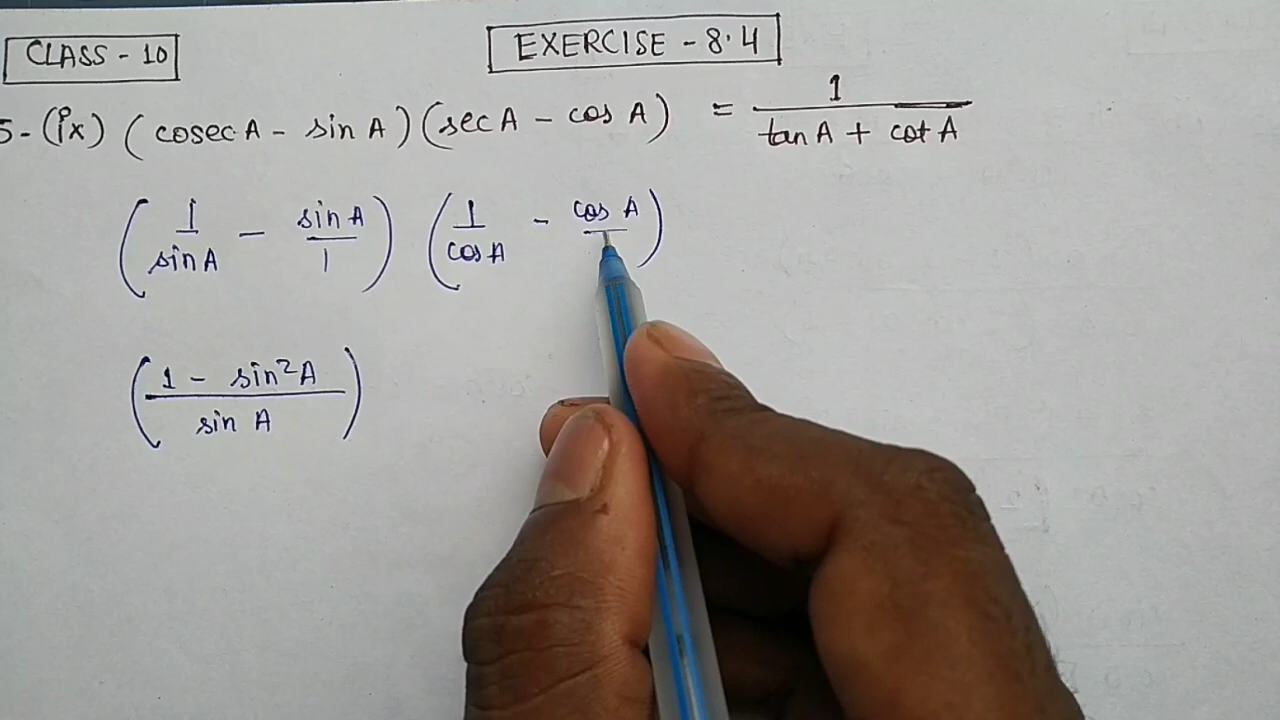 CLASS - 10
EXERCISE - 8.4
5- (ix) (cosec A - sin A) (sec A - cos A) = 1 / tan A + cot A
(1 / sin A - sin A / 1) (1 / cos A - cos A /)
(1 - sin²A / sin A)